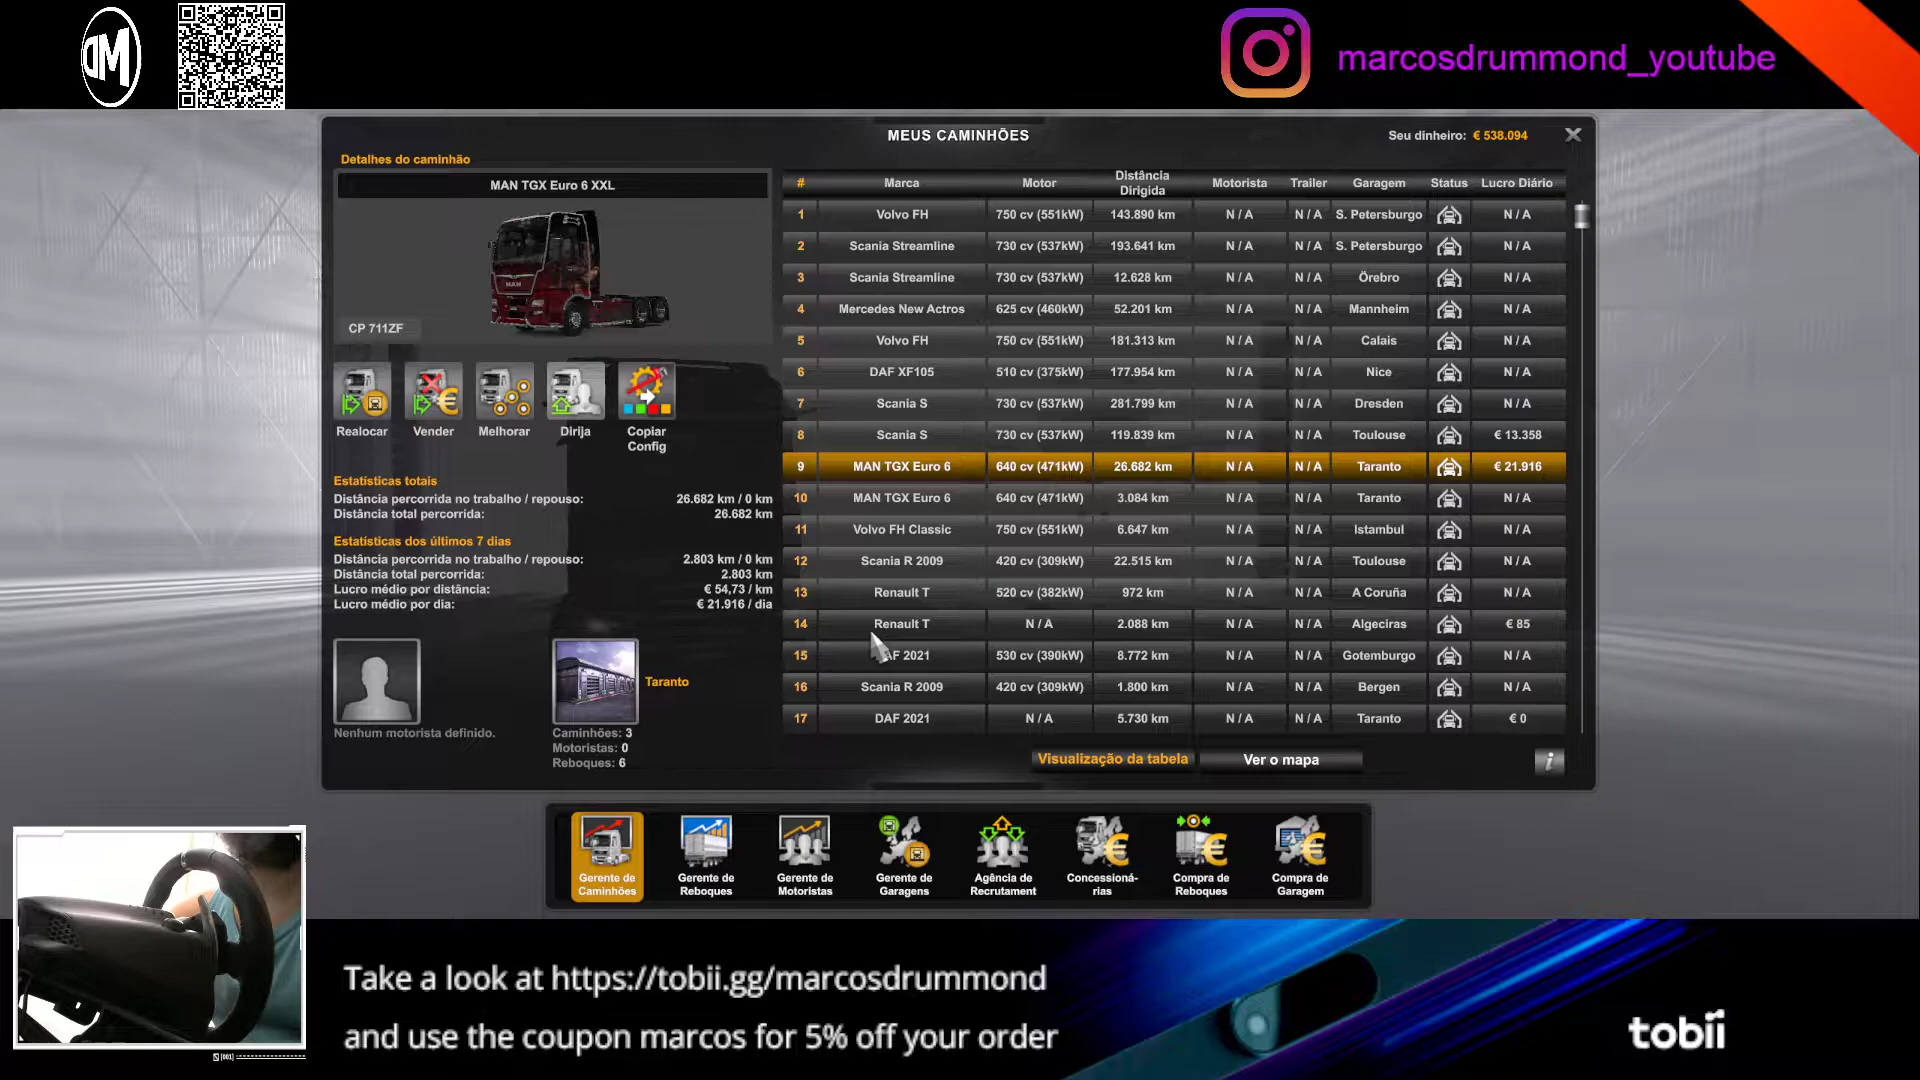 DM
marcosdrummond_youtube
MEUS CAMINHÕES
Seu dinheiro: € 538.094
Detalhes do caminhão
MAN TGX Euro 6 XXL
MAN
CP 711ZF
Realocar
Vender
Melhorar
Dirija
Copiar
Config
Estatísticas totais
Distância percorrida no trabalho / repouso: 26.682 km / 0 km
Distância total percorrida: 26.682 km
Estatísticas dos últimos 7 dias
Distância percorrida no trabalho / repouso: 2.803 km / 0 km
Distância total percorrida: 2.803 km
Lucro médio por distância: € 54,73 / km
Lucro médio por dia: € 21.916 / dia
Nenhum motorista definido.
Taranto
Caminhões: 3
Motoristas: 0
Reboques: 6
# Marca Motor Distância Dirigida Motorista Trailer Garagem Status Lucro Diário
1 Volvo FH 750 cv (551kW) 143.890 km N / A N / A S. Petersburgo N / A
2 Scania Streamline 730 cv (537kW) 193.641 km N / A N / A S. Petersburgo N / A
3 Scania Streamline 730 cv (537kW) 12.628 km N / A N / A Örebro N / A
4 Mercedes New Actros 625 cv (460kW) 52.201 km N / A N / A Mannheim N / A
5 Volvo FH 750 cv (551kW) 181.313 km N / A N / A Calais N / A
6 DAF XF105 510 cv (375kW) 177.954 km N / A N / A Nice N / A
7 Scania S 730 cv (537kW) 281.799 km N / A N / A Dresden N / A
8 Scania S 730 cv (537kW) 119.839 km N / A N / A Toulouse € 13.358
9 MAN TGX Euro 6 640 cv (471kW) 26.682 km N / A N / A Taranto € 21.916
10 MAN TGX Euro 6 640 cv (471kW) 3.084 km N / A N / A Taranto N / A
11 Volvo FH Classic 750 cv (551kW) 6.647 km N / A N / A Istambul N / A
12 Scania R 2009 420 cv (309kW) 22.515 km N / A N / A Toulouse N / A
13 Renault T 520 cv (382kW) 972 km N / A N / A A Coruña N / A
14 Renault T N / A 2.088 km N / A N / A Algeciras € 85
15 AF 2021 530 cv (390kW) 8.772 km N / A N / A Gotemburgo N / A
16 Scania R 2009 420 cv (309kW) 1.800 km N / A N / A Bergen N / A
17 DAF 2021 N / A 5.730 km N / A N / A Taranto € 0
Visualização da tabela
Ver o mapa
i
Gerente de
Caminhões
Gerente de
Reboques
Gerente de
Motoristas
Gerente de
Garagens
Agência de
Recrutament
Concessioná-
rias
Compra de
Reboques
Compra de
Garagem
Take a look at https://tobii.gg/marcosdrummond
and use the coupon marcos for 5% off your order
tobii